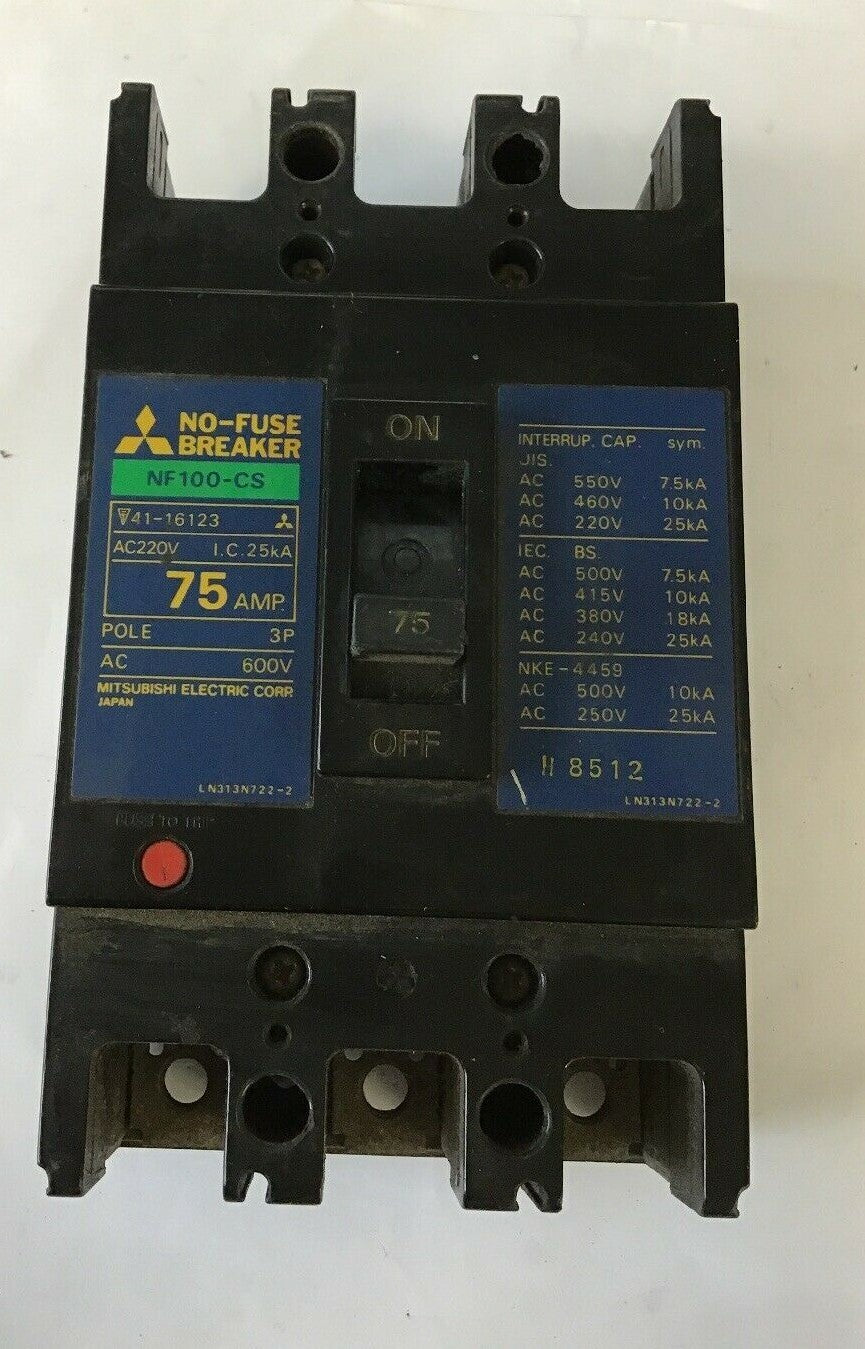 NO-FUSE
BREAKER
NF100-CS
41-16123
AC220V I.C.25kA
75 AMP.
POLE 3P
AC 600V
MITSUBISHI ELECTRIC CORP.
JAPAN
LN313N722-2
PUSH TO TRIP
ON
75
OFF
INTERRUP. CAP. sym.
JIS.
AC 550V 7.5kA
AC 460V 10kA
AC 220V 25kA
IEC. BS.
AC 500V 7.5kA
AC 415V 10kA
AC 380V 18kA
AC 240V 25kA
NKE-4459
AC 500V 10kA
AC 250V 25kA
8512
LN313N722-2